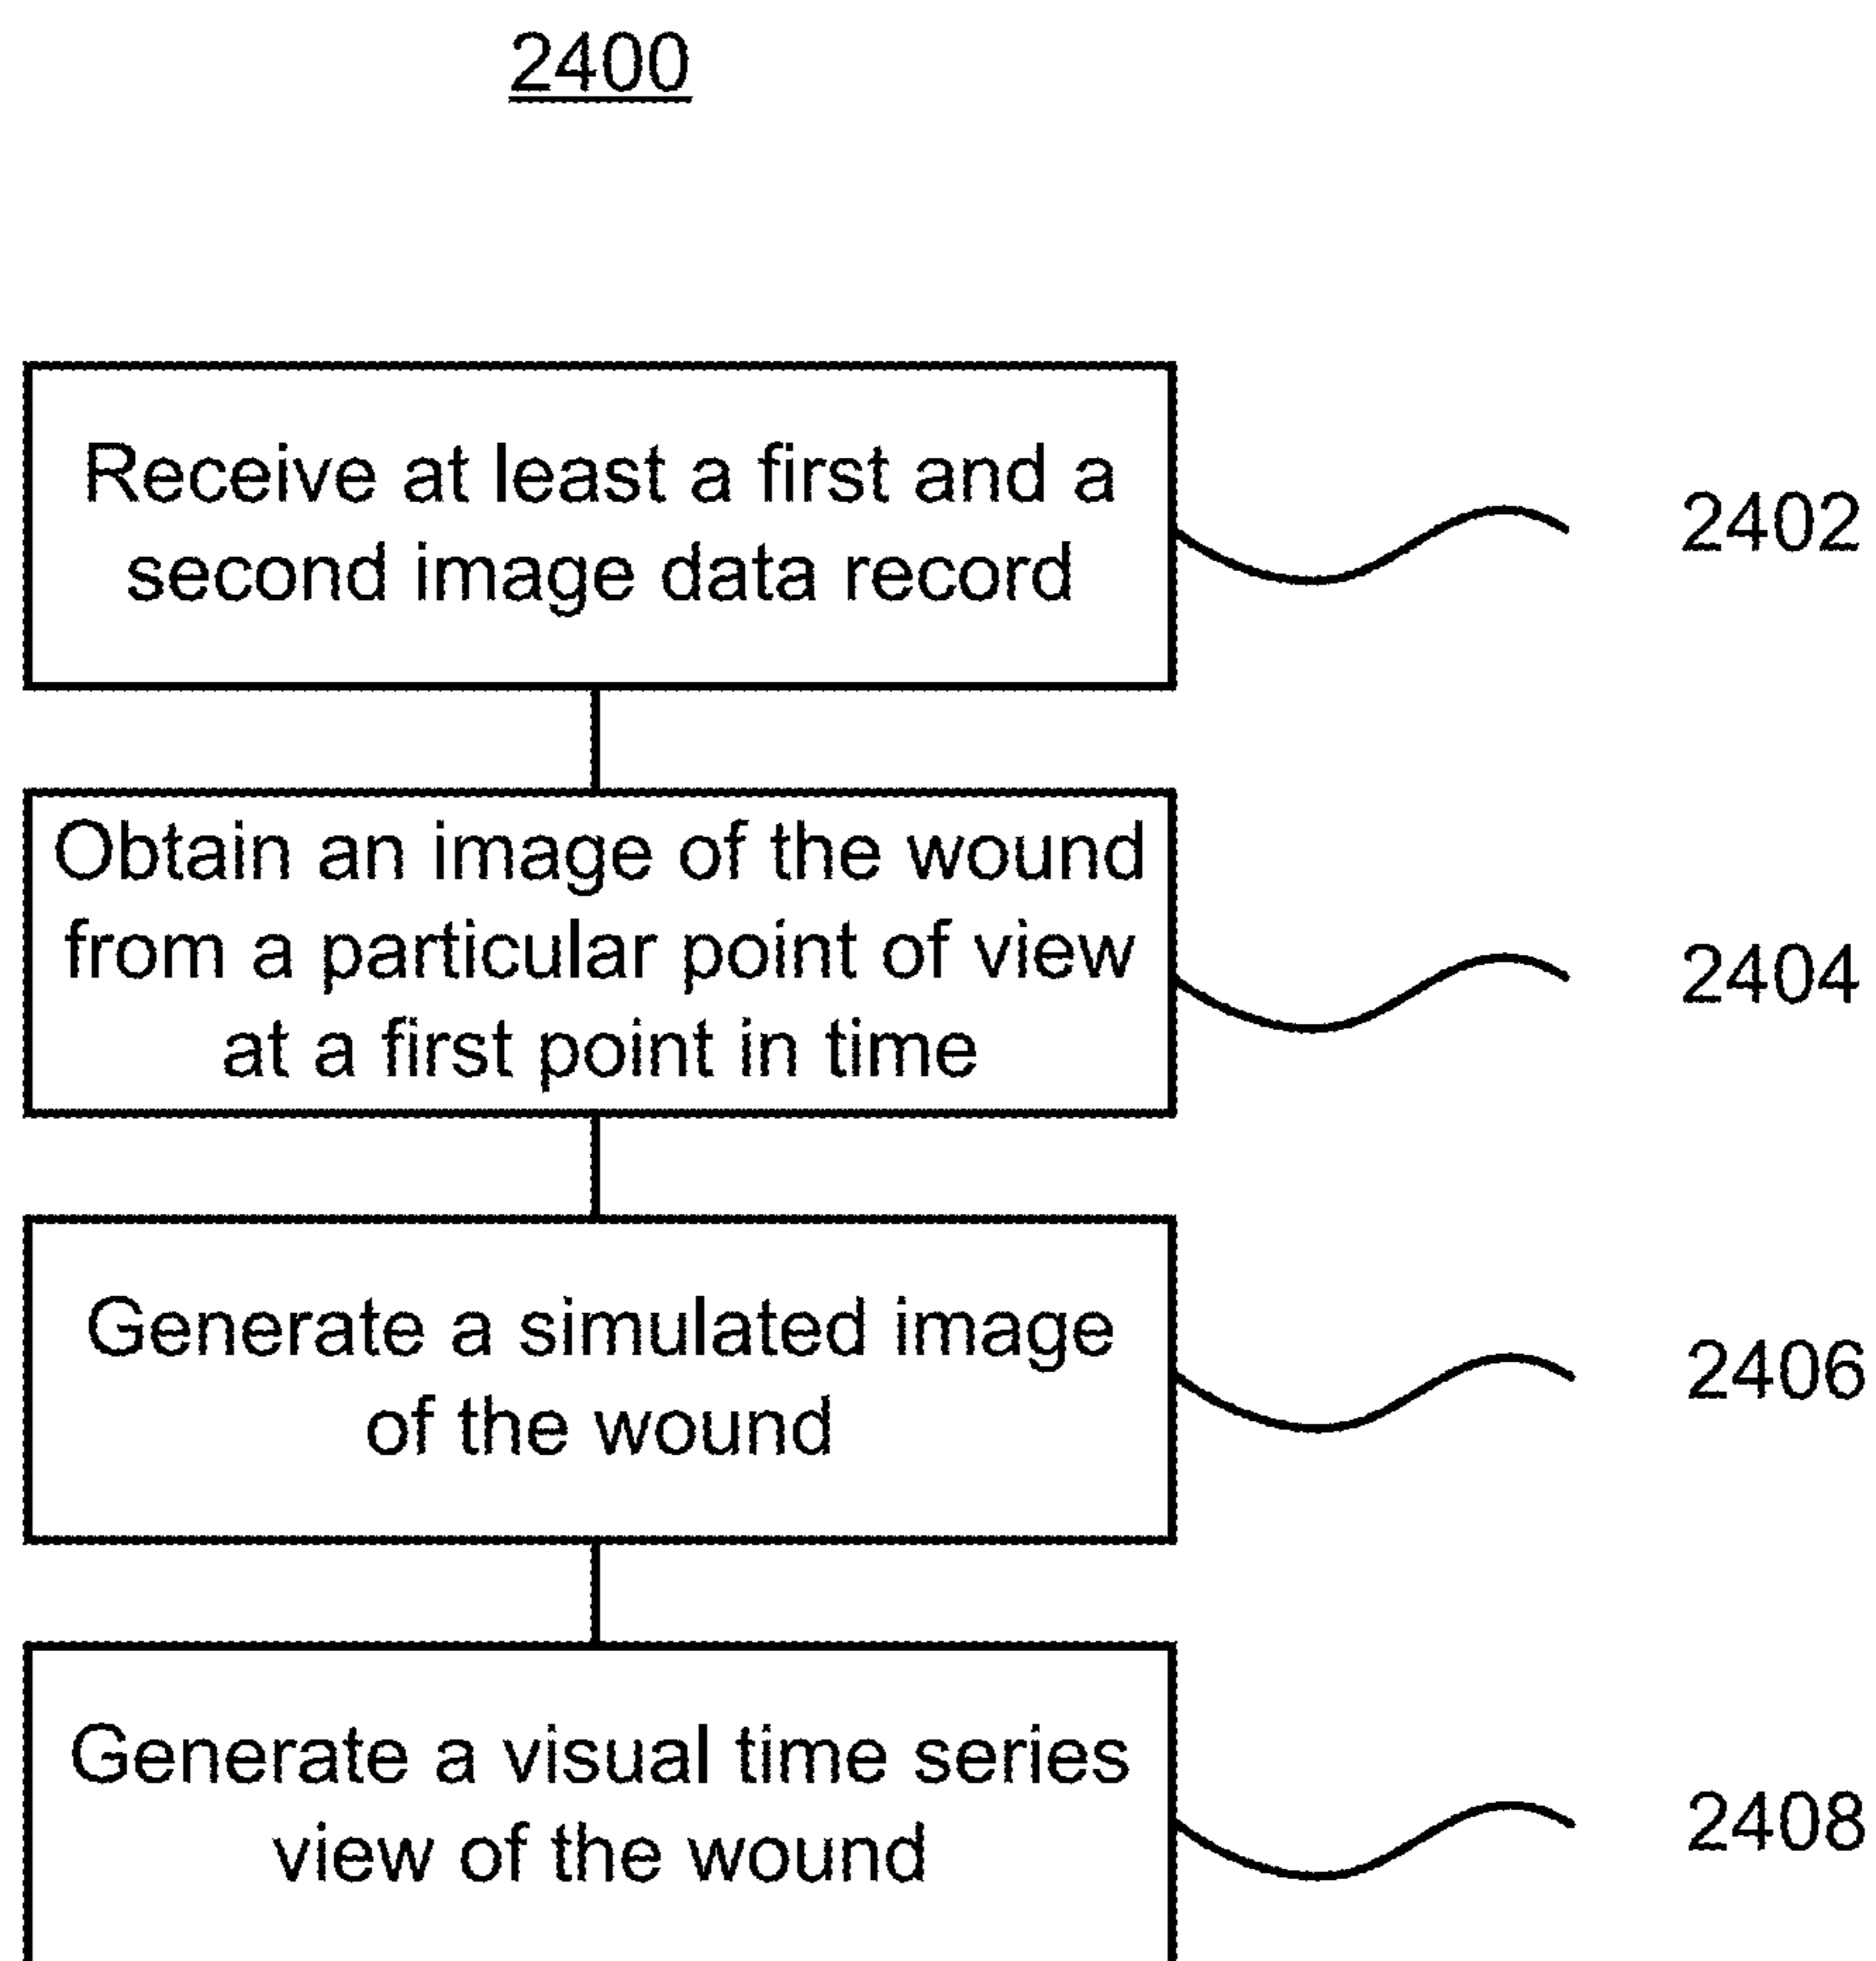 2400
Receive at least a first and a
second image data record
2402
Obtain an image of the wound
from a particular point of view
at a first point in time
2404
Generate a simulated image
of the wound
2406
Generate a visual time series
view of the wound
2408